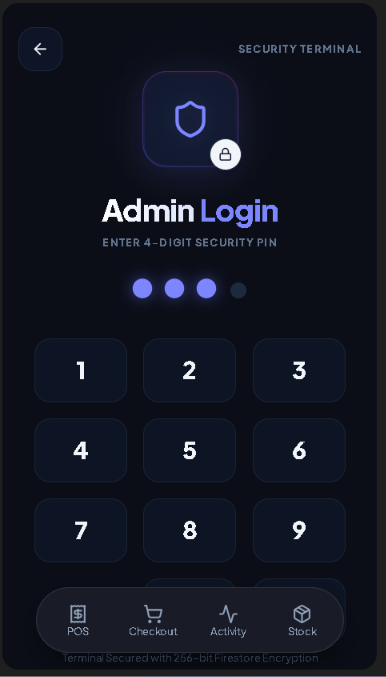 SECURITY TERMINAL
Admin Login
ENTER 4-DIGIT SECURITY PIN
1 2 3
4 5 6
7 8 9
POS Checkout Activity Stock
Terminal Secured with 256-bit Firestore Encryption